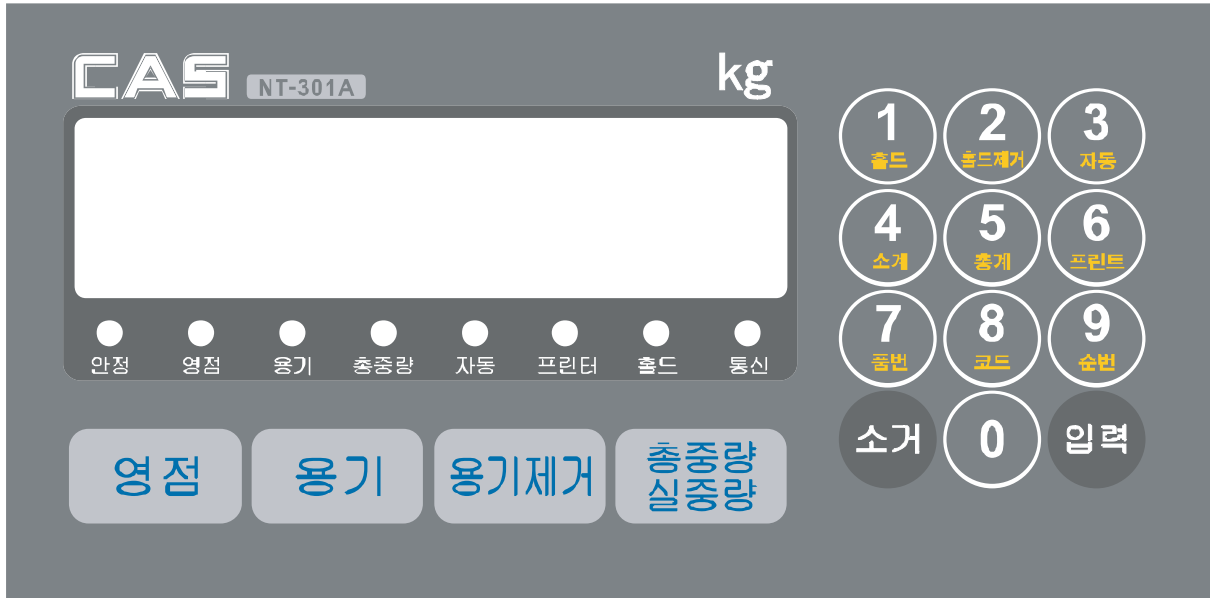 CAS NT-301A kg
안정 영점 용기 총중량 자동 프린터 홀드 통신
영점 용기 용기제거 총중량
실중량
1 2 3
홀드 홀드제거 자동
4 5 6
소계 총계 프린트
7 8 9
품번 코드 순번
소거 0 입력